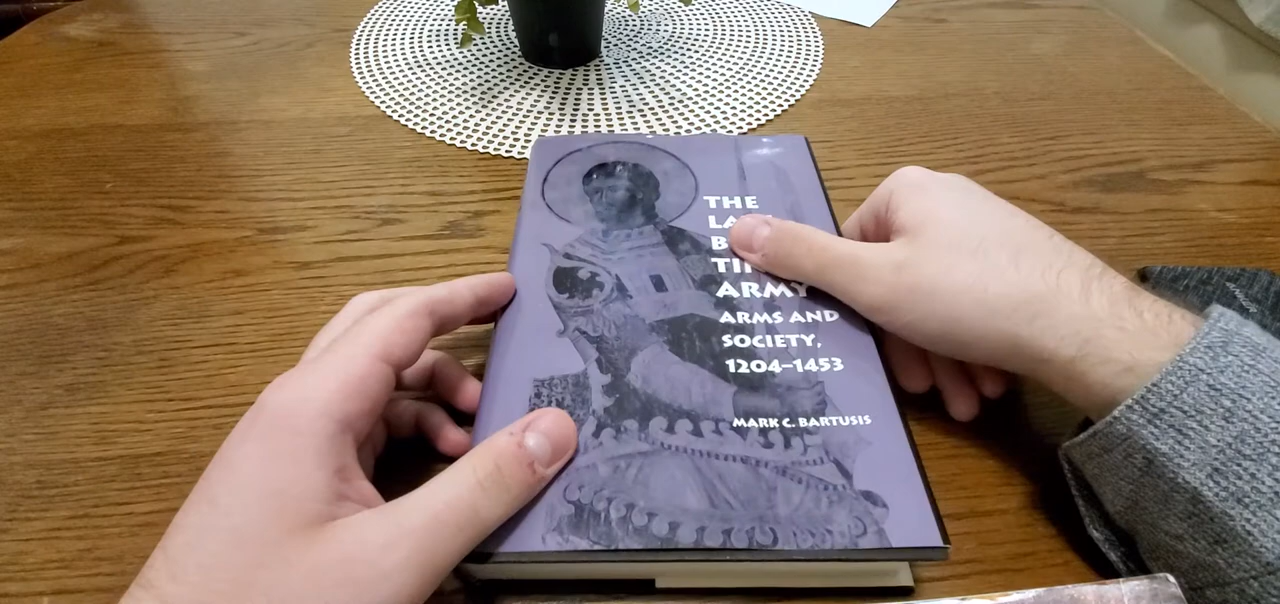 THE
LA
B
TI
ARMY
ARMS AND
SOCIETY,
1204–1453
MARK C. BARTUSIS